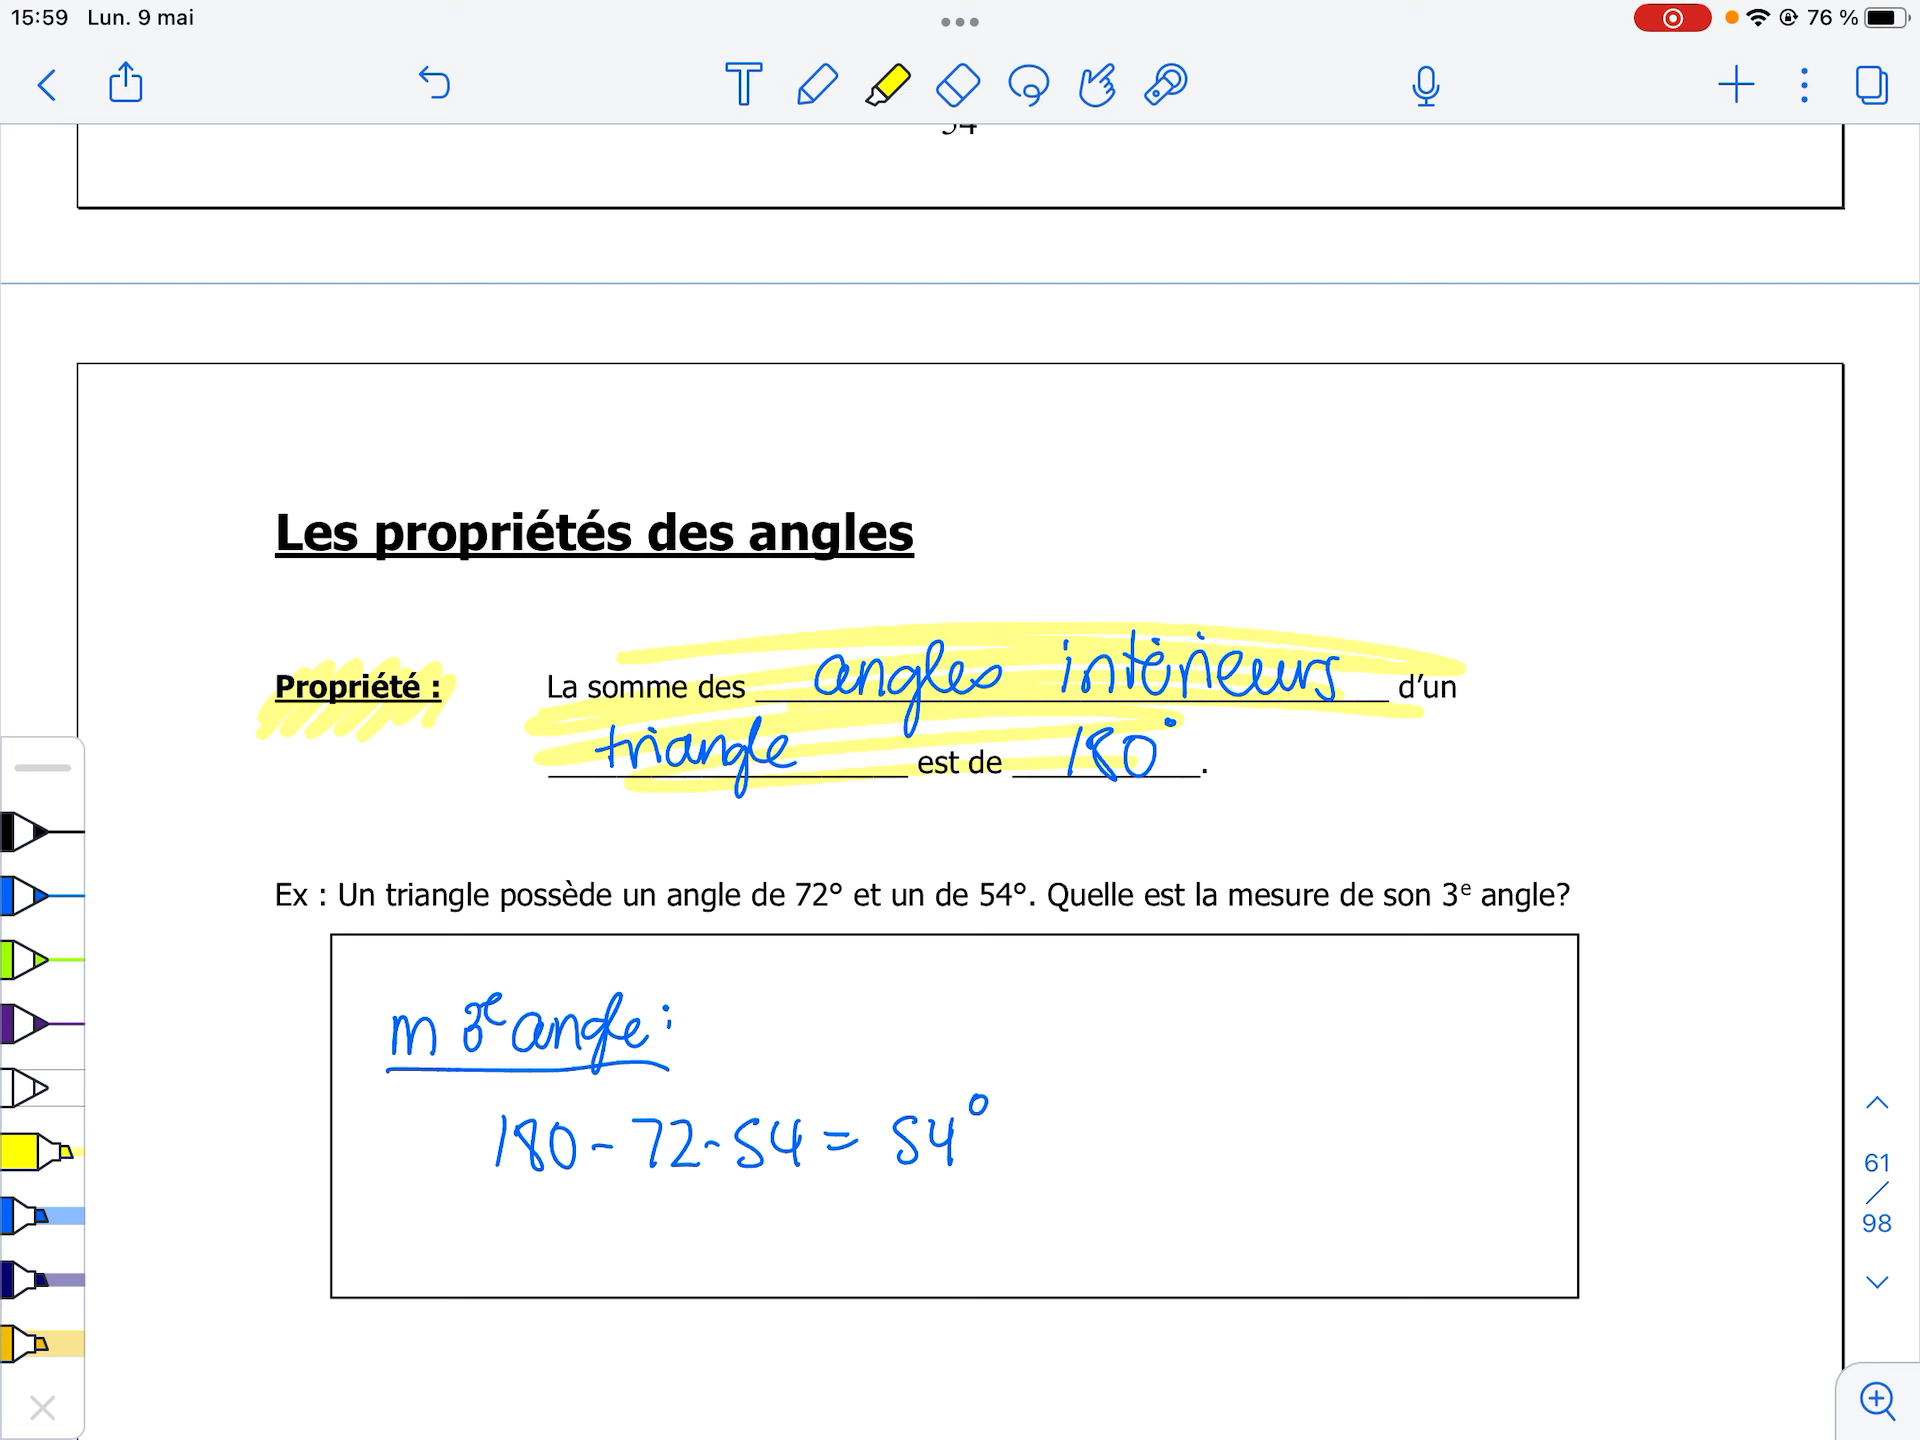 15:59 Lun. 9 mai
76 %
54
Les propriétés des angles
Propriété : La somme des angles intérieurs d’un
triangle est de 180°.
Ex : Un triangle possède un angle de 72° et un de 54°. Quelle est la mesure de son 3e angle?
m 3e angle :
180 - 72 - 54 = 54°
61
/
98